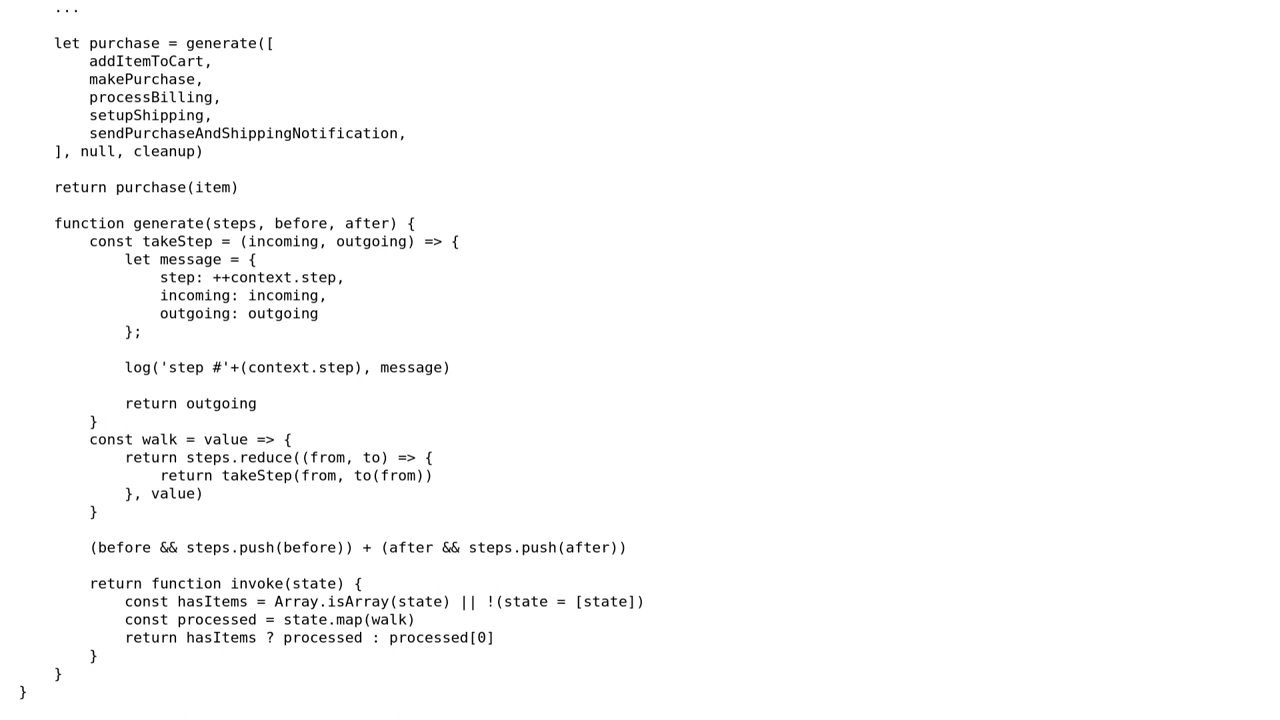 ...
let purchase = generate([
addItemToCart,
makePurchase,
processBilling,
setupShipping,
sendPurchaseAndShippingNotification,
], null, cleanup)
return purchase(item)
function generate(steps, before, after) {
const takeStep = (incoming, outgoing) => {
let message = {
step: ++context.step,
incoming: incoming,
outgoing: outgoing
};
log('step #'+(context.step), message)
return outgoing
}
const walk = value => {
return steps.reduce((from, to) => {
return takeStep(from, to(from))
}, value)
}
(before && steps.push(before)) + (after && steps.push(after))
return function invoke(state) {
const hasItems = Array.isArray(state) || !(state = [state])
const processed = state.map(walk)
return hasItems ? processed : processed[0]
}
}
}